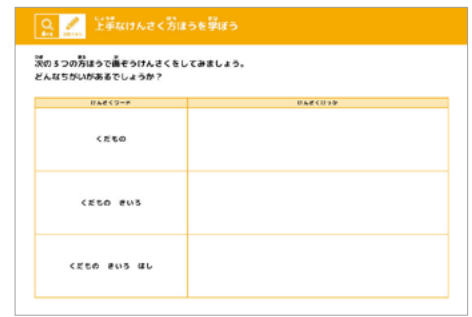 上手なけんさく方ほうを学ぼう
次の3つの方ほうで画ぞうけんさくをしてみましょう。
どんなちがいがあるでしょうか?
けんさくワード
けんさくけっか
くだもの
くだもの きいろ
くだもの きいろ ほし